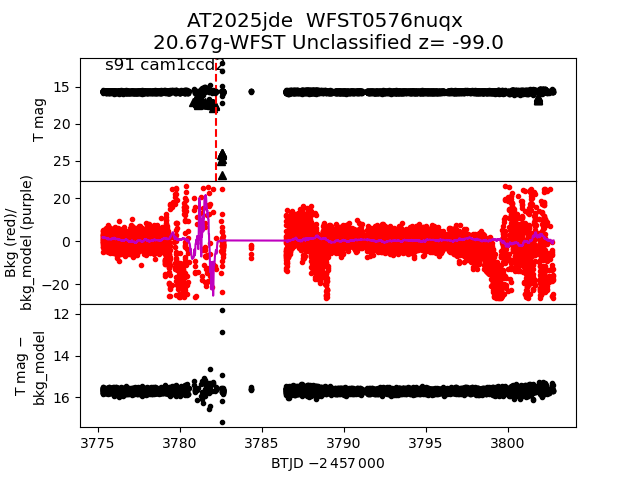 AT2025jde  WFST0576nuqx
20.67g-WFST Unclassified z= -99.0
s91 cam1ccd2
T mag
15
20
25
Bkg (red)/
bkg_model (purple)
20
0
−20
T mag −
bkg_model
12
14
16
3775
3780
3785
3790
3795
3800
BTJD −2 457 000